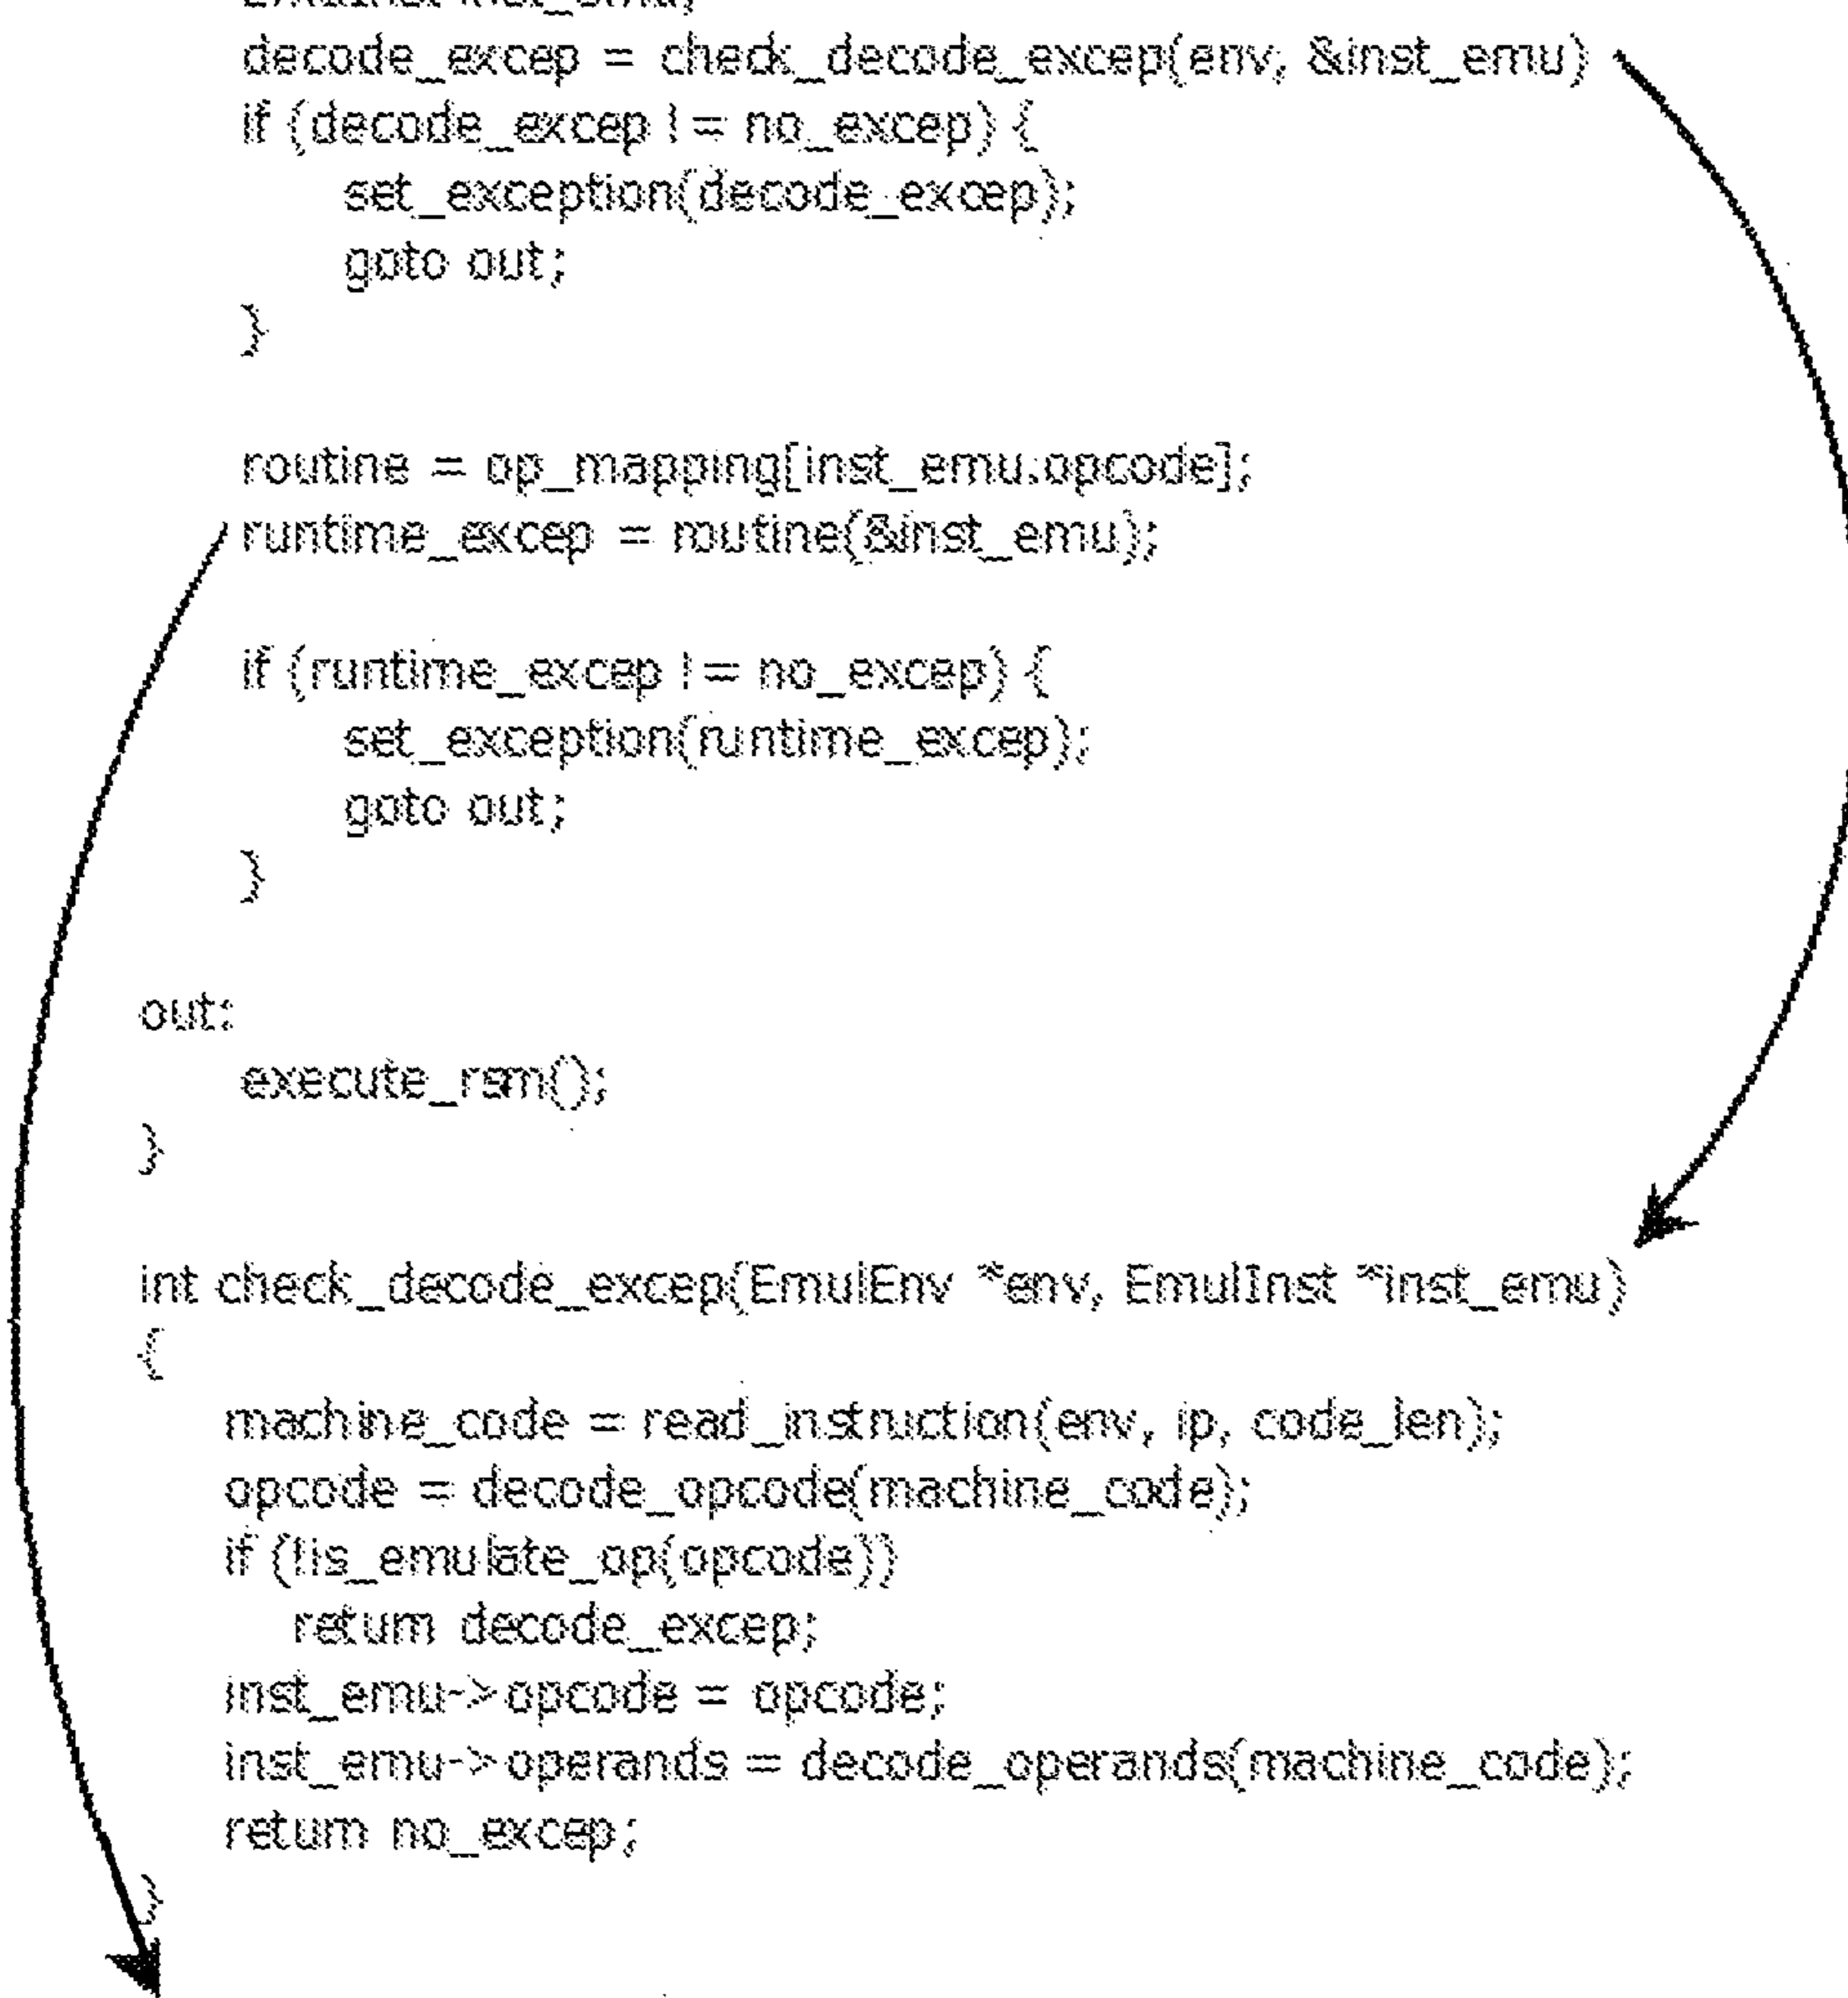 decode_excep = check_decode_excep(env, &inst_emu)
if (decode_excep != no_excep) {
set_exception(decode_excep);
goto out;
}
routine = op_mapping[inst_emu.opcode];
runtime_excep = routine(&inst_emu);
if (runtime_excep != no_excep) {
set_exception(runtime_excep);
goto out;
}
out:
execute_rsm();
}
int check_decode_excep(EmulEnv *env, EmulInst *inst_emu)
{
machine_code = read_instruction(env, ip, code_len);
opcode = decode_opcode(machine_code);
if (!is_emulate_op(opcode))
return decode_excep;
inst_emu->opcode = opcode;
inst_emu->operands = decode_operands(machine_code);
return no_excep;
}